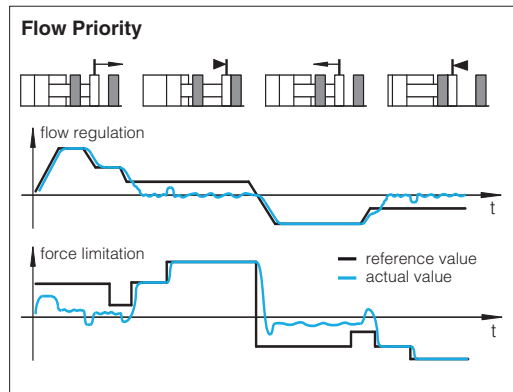 Flow Priority
flow regulation
t
force limitation
reference value
actual value
t